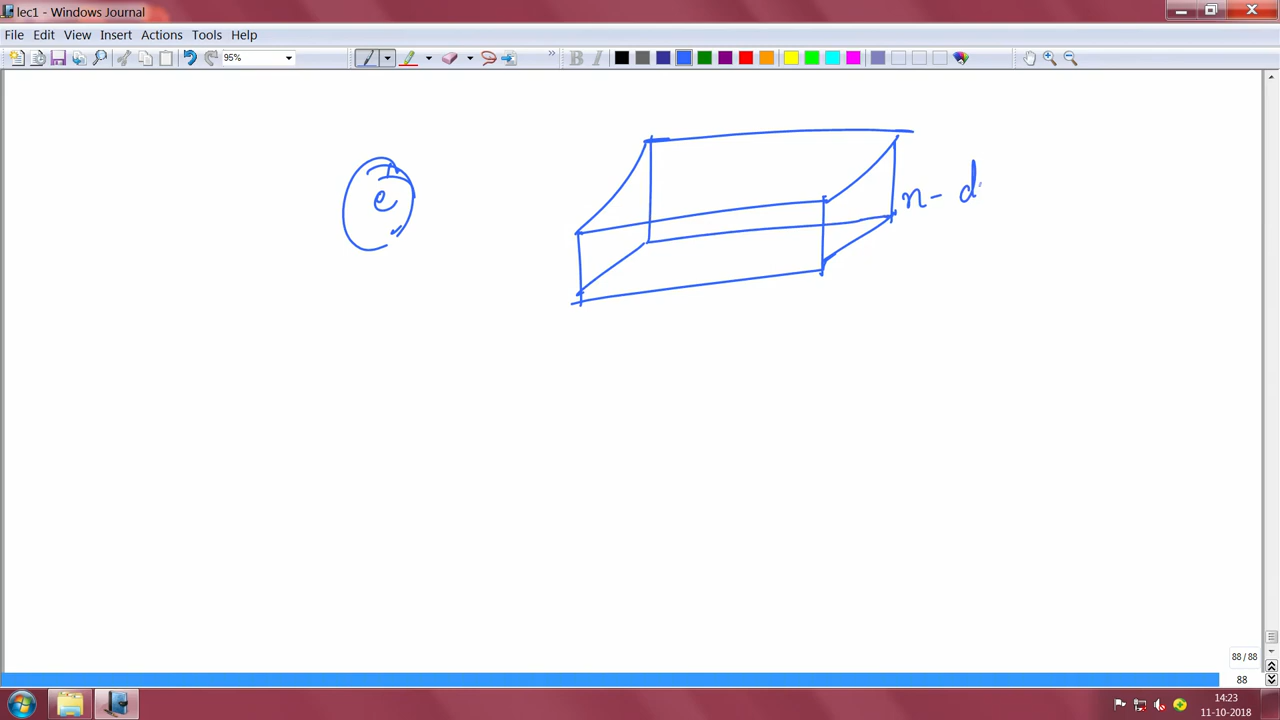 lec1 - Windows Journal
File Edit View Insert Actions Tools Help
95%
B I
e
n- d
88 / 88
88
14:23
11-10-2018